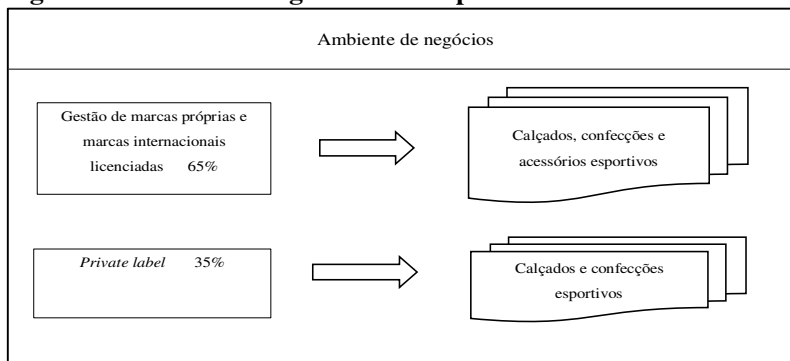 Ambiente de negócios
Gestão de marcas próprias e
marcas internacionais
licenciadas 65%
Calçados, confecções e
acessórios esportivos
Private label 35%
Calçados e confecções
esportivos